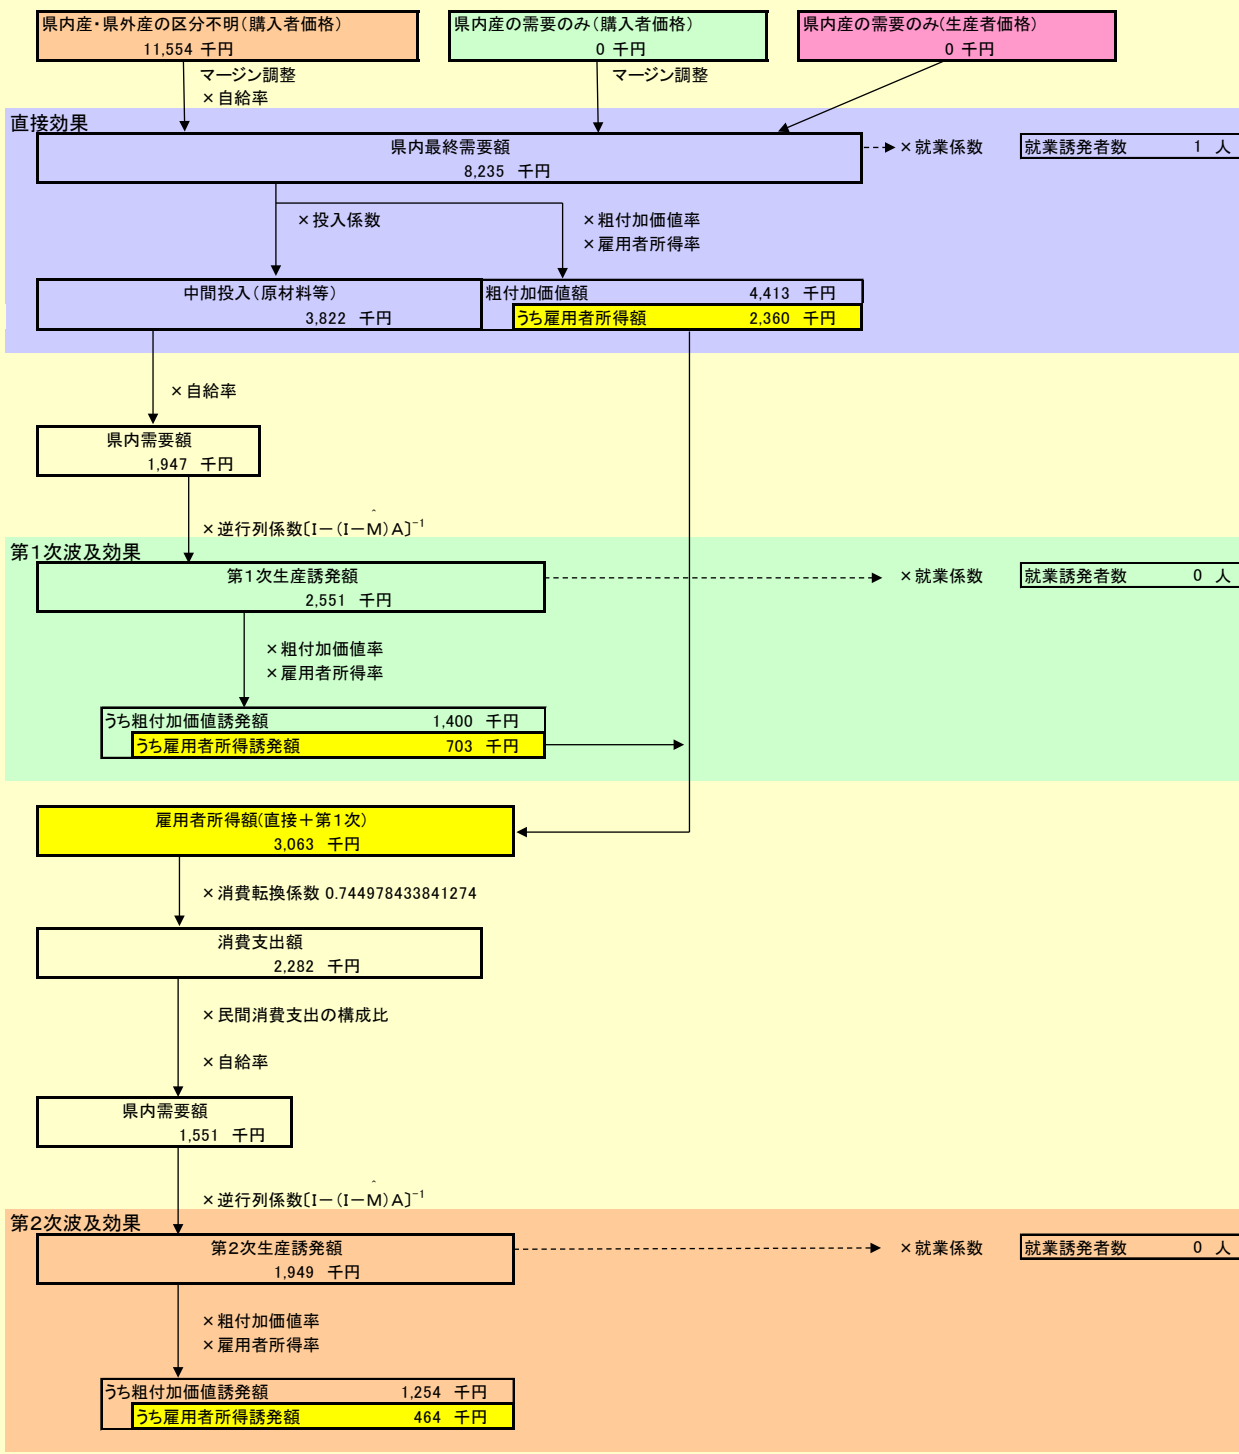 県内産・県外産の区分不明（購入者価格）
11,554 千円
県内産の需要のみ（購入者価格）
0 千円
県内産の需要のみ(生産者価格)
0 千円
マージン調整
×自給率
マージン調整
直接効果
県内最終需要額
8,235 千円
×就業係数
就業誘発者数 1 人
×投入係数
×粗付加価値率
×雇用者所得率
中間投入（原材料等）
3,822 千円
粗付加価値額 4,413 千円
うち雇用者所得額 2,360 千円
×自給率
県内需要額
1,947 千円
×逆行列係数〔I－（I－M̂）A〕⁻¹
第１次波及効果
第１次生産誘発額
2,551 千円
×就業係数
就業誘発者数 0 人
×粗付加価値率
×雇用者所得率
うち粗付加価値誘発額 1,400 千円
うち雇用者所得誘発額 703 千円
雇用者所得額(直接＋第１次)
3,063 千円
×消費転換係数 0.744978433841274
消費支出額
2,282 千円
×民間消費支出の構成比
×自給率
県内需要額
1,551 千円
×逆行列係数〔I－（I－M̂）A〕⁻¹
第２次波及効果
第２次生産誘発額
1,949 千円
×就業係数
就業誘発者数 0 人
×粗付加価値率
×雇用者所得率
うち粗付加価値誘発額 1,254 千円
うち雇用者所得誘発額 464 千円